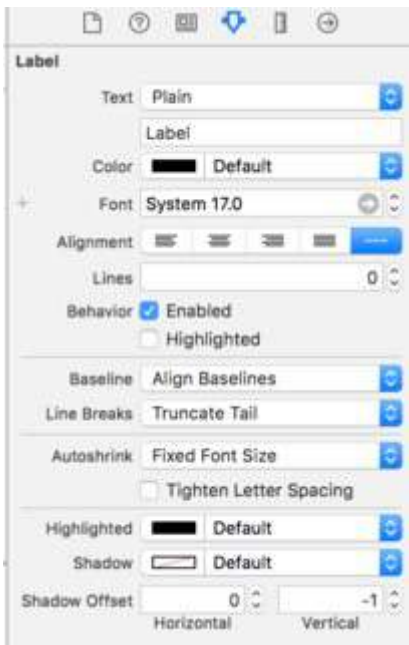 Label
Text Plain
Label
Color Default
Font System 17.0
Alignment
Lines 0
Behavior Enabled
Highlighted
Baseline Align Baselines
Line Breaks Truncate Tail
Autoshrink Fixed Font Size
Tighten Letter Spacing
Highlighted Default
Shadow Default
Shadow Offset 0 -1
Horizontal Vertical